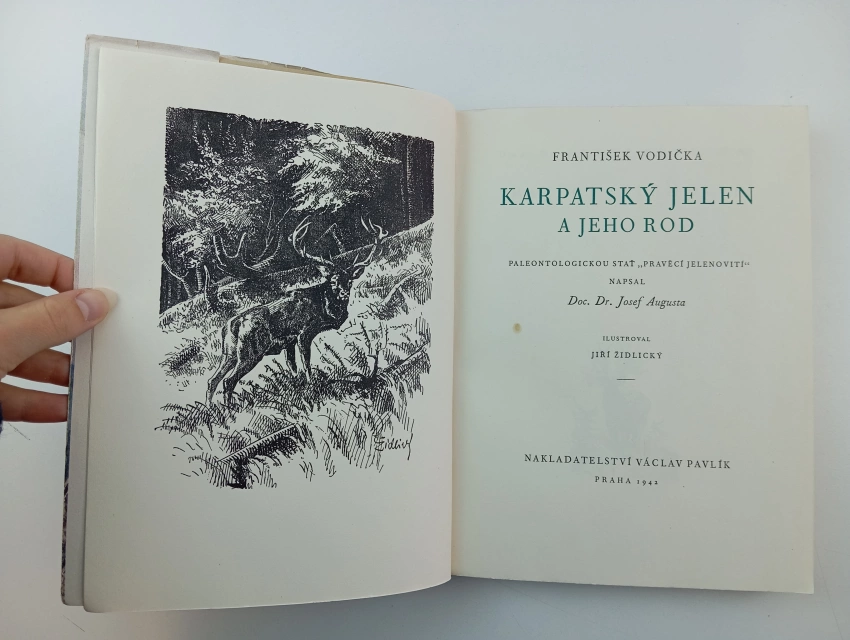 Židlický
FRANTIŠEK VODIČKA
KARPATSKÝ JELEN
A JEHO ROD
PALEONTOLOGICKOU STAŤ „PRAVĚCÍ JELENOVITÍ“
NAPSAL
Doc. Dr. Josef Augusta
ILUSTROVAL
JIŘÍ ŽIDLICKÝ
NAKLADATELSTVÍ VÁCLAV PAVLÍK
PRAHA 1942